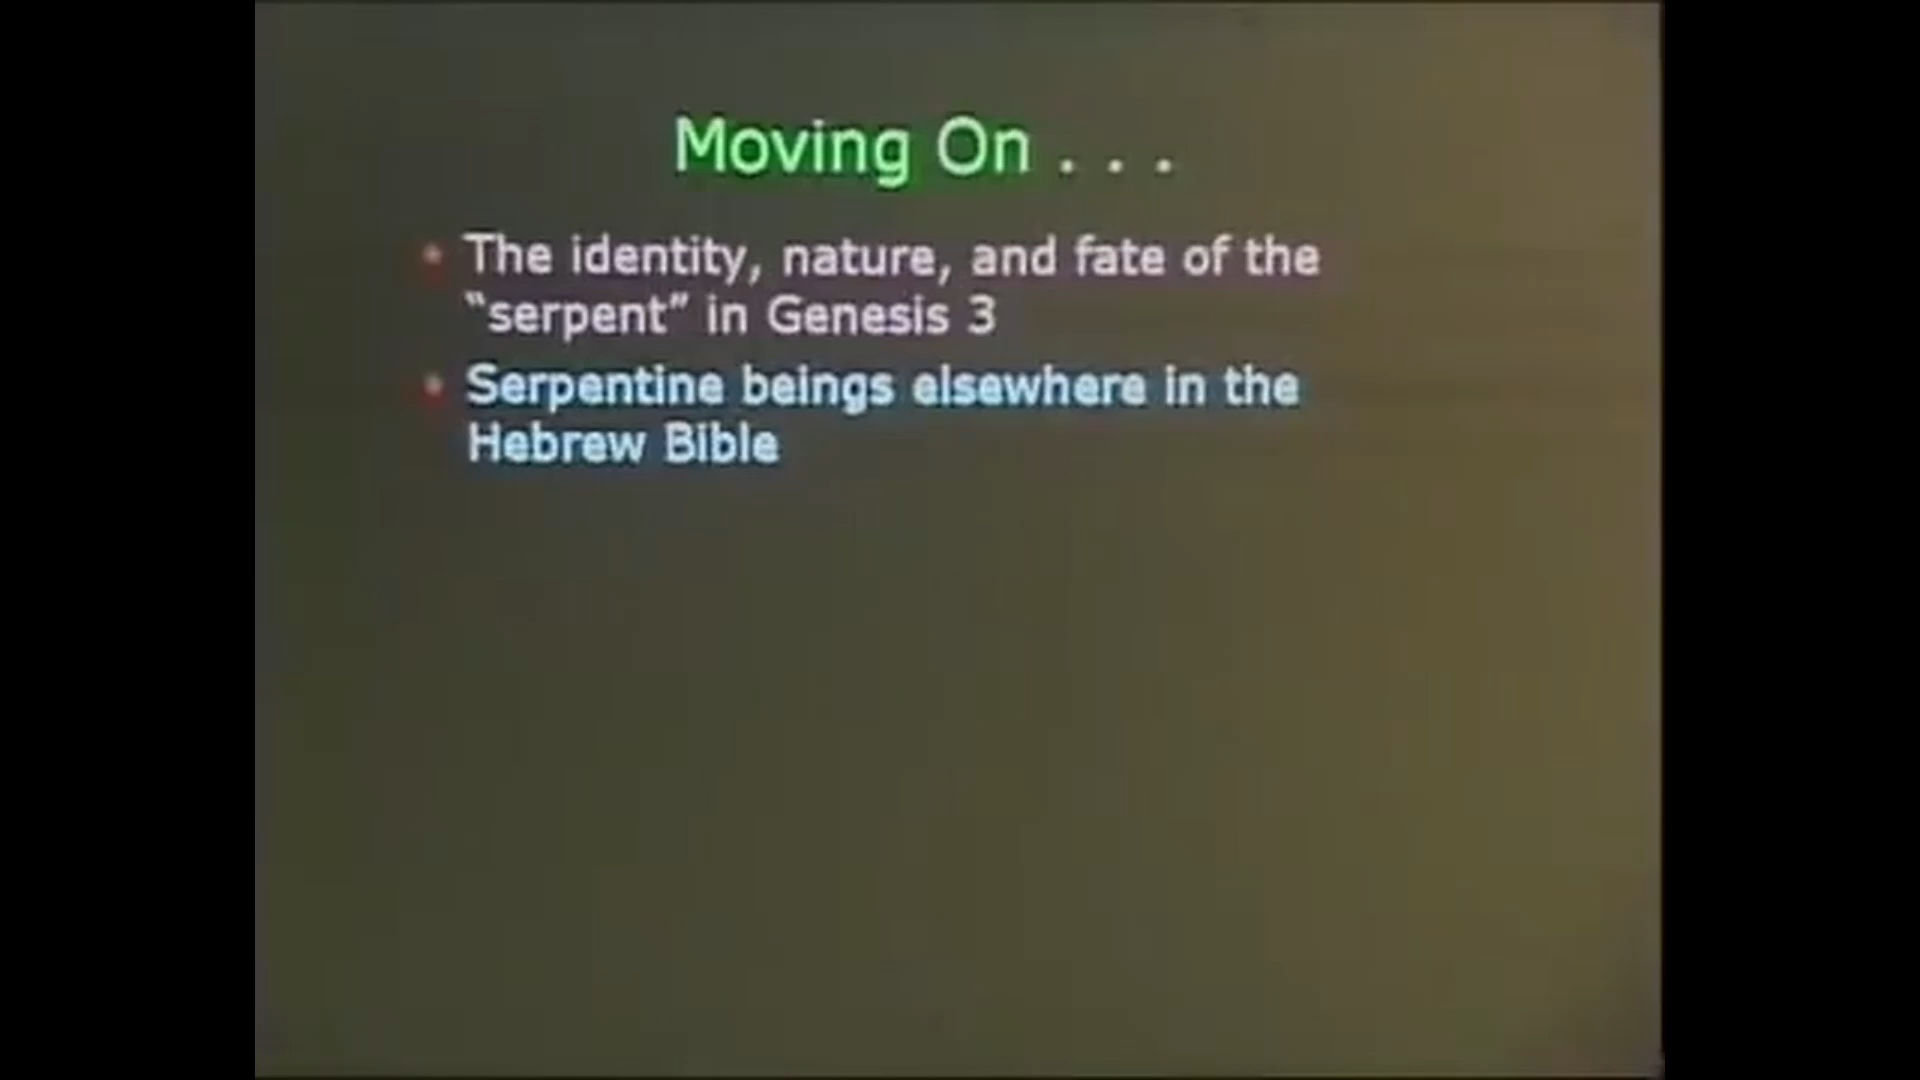 Moving On . . .
• The identity, nature, and fate of the
“serpent” in Genesis 3
• Serpentine beings elsewhere in the
Hebrew Bible